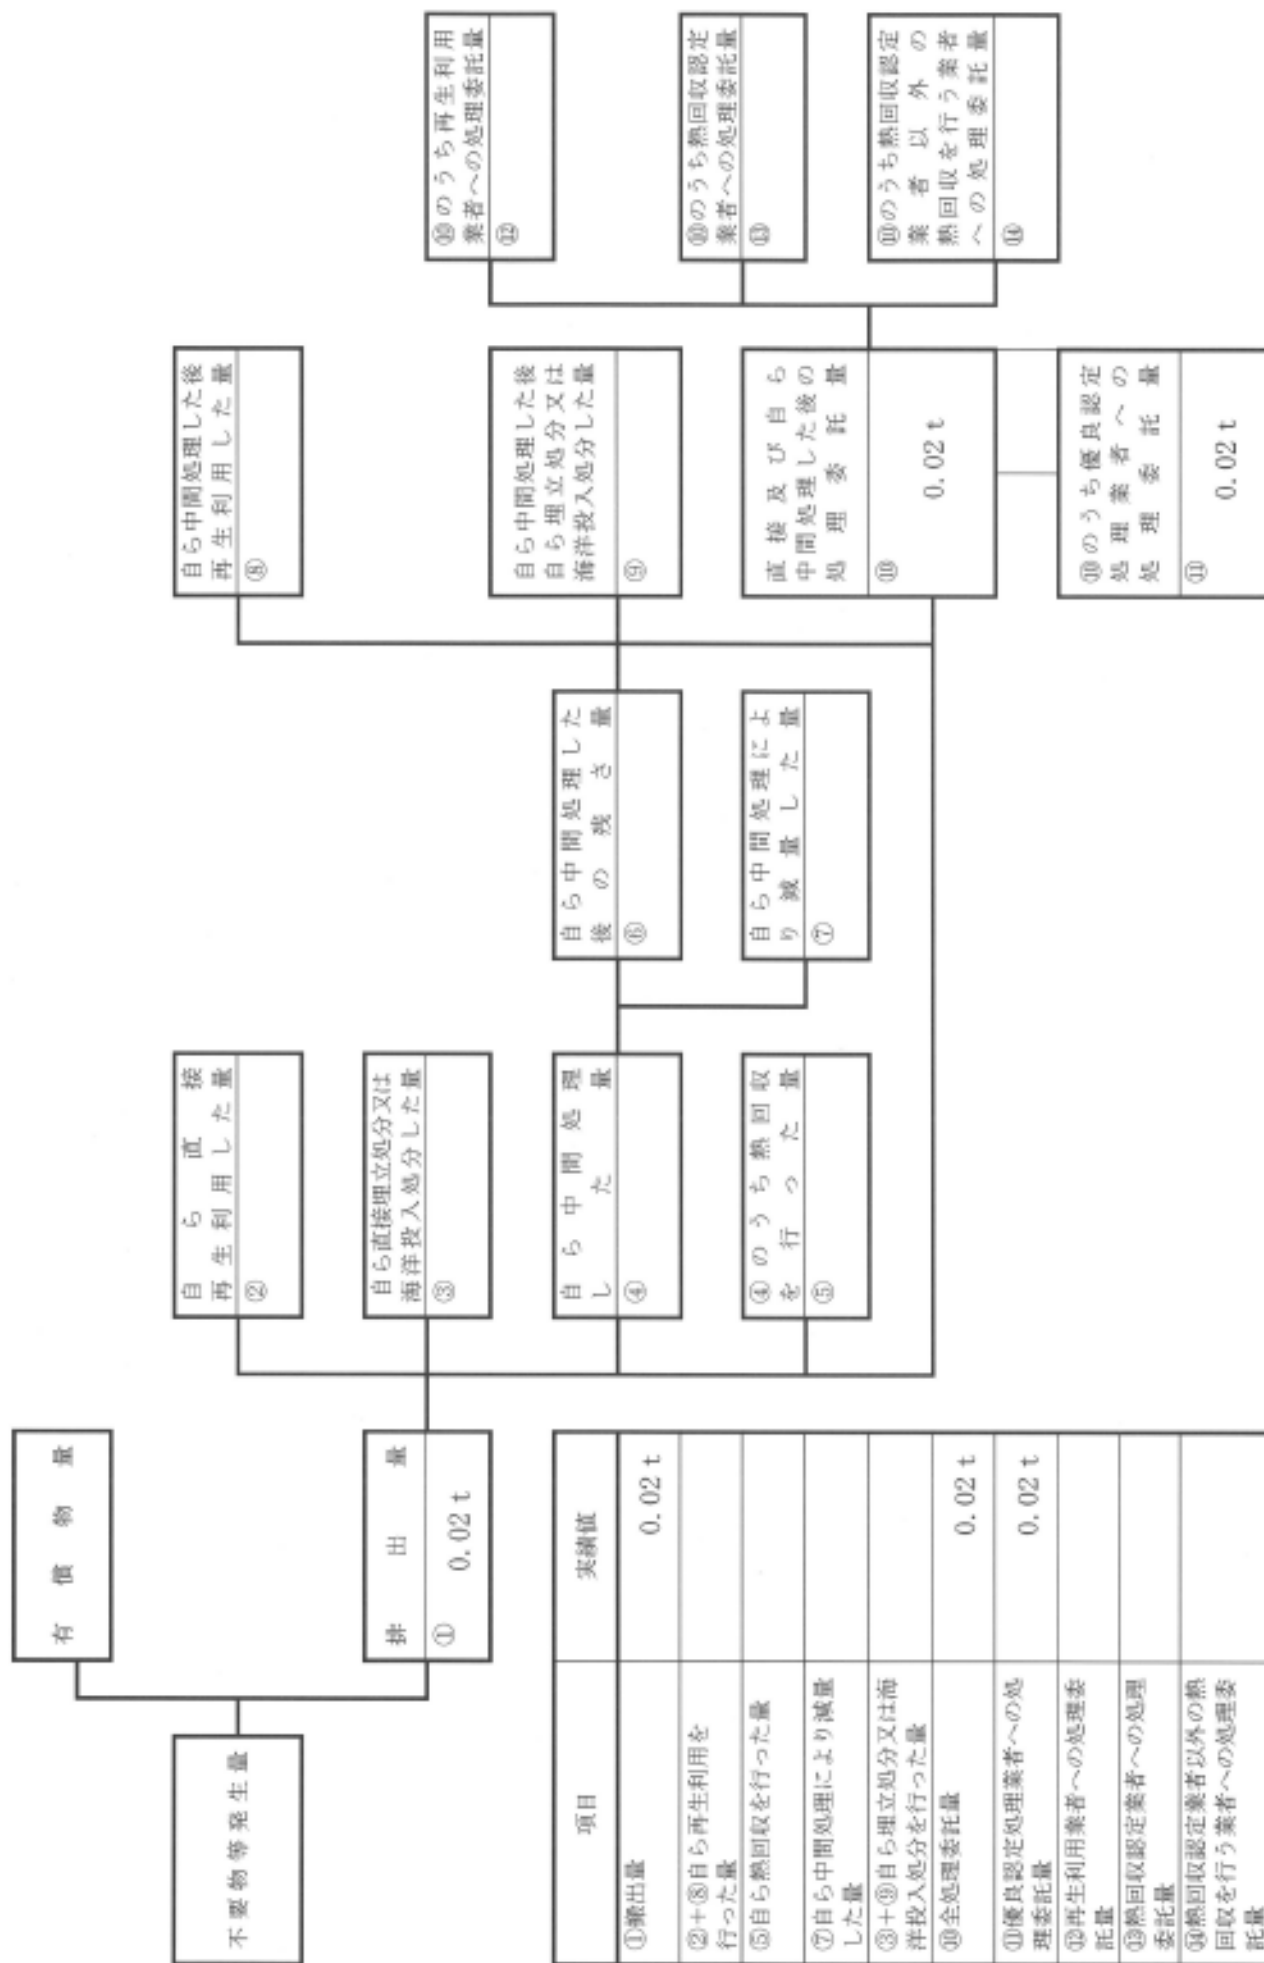 不要物等発生量
有償物量
排出量
①
0.02 t
自ら直接
再生利用した量
②
自ら直接埋立処分又は
海洋投入処分した量
③
自ら中間処理
した量
④
④のうち熱回収
を行った量
⑤
自ら中間処理した
後の残さ量
⑥
自ら中間処理によ
り減量した量
⑦
自ら中間処理した後
再生利用した量
⑧
自ら中間処理した後
自ら埋立処分又は
海洋投入処分した量
⑨
直接及び自ら
中間処理した後の
処理委託量
⑩
0.02 t
⑩のうち優良認定
処理業者への
処理委託量
⑪
0.02 t
⑩のうち再生利用
業者への処理委託量
⑫
⑩のうち熱回収認定
業者への処理委託量
⑬
⑩のうち熱回収認定
業者以外の
熱回収を行う業者
への処理委託量
⑭
項目 実績値
①搬出量 0.02 t
②+⑧自ら再生利用を
行った量
⑤自ら熱回収を行った量
⑦自ら中間処理により減量
した量
③+⑨自ら埋立処分又は海
洋投入処分を行った量
⑩全処理委託量 0.02 t
⑪優良認定処理業者への処
理委託量 0.02 t
⑫再生利用業者への処理委
託量
⑬熱回収認定業者への処理
委託量
⑭熱回収認定業者以外の熱
回収を行う業者への処理委
託量